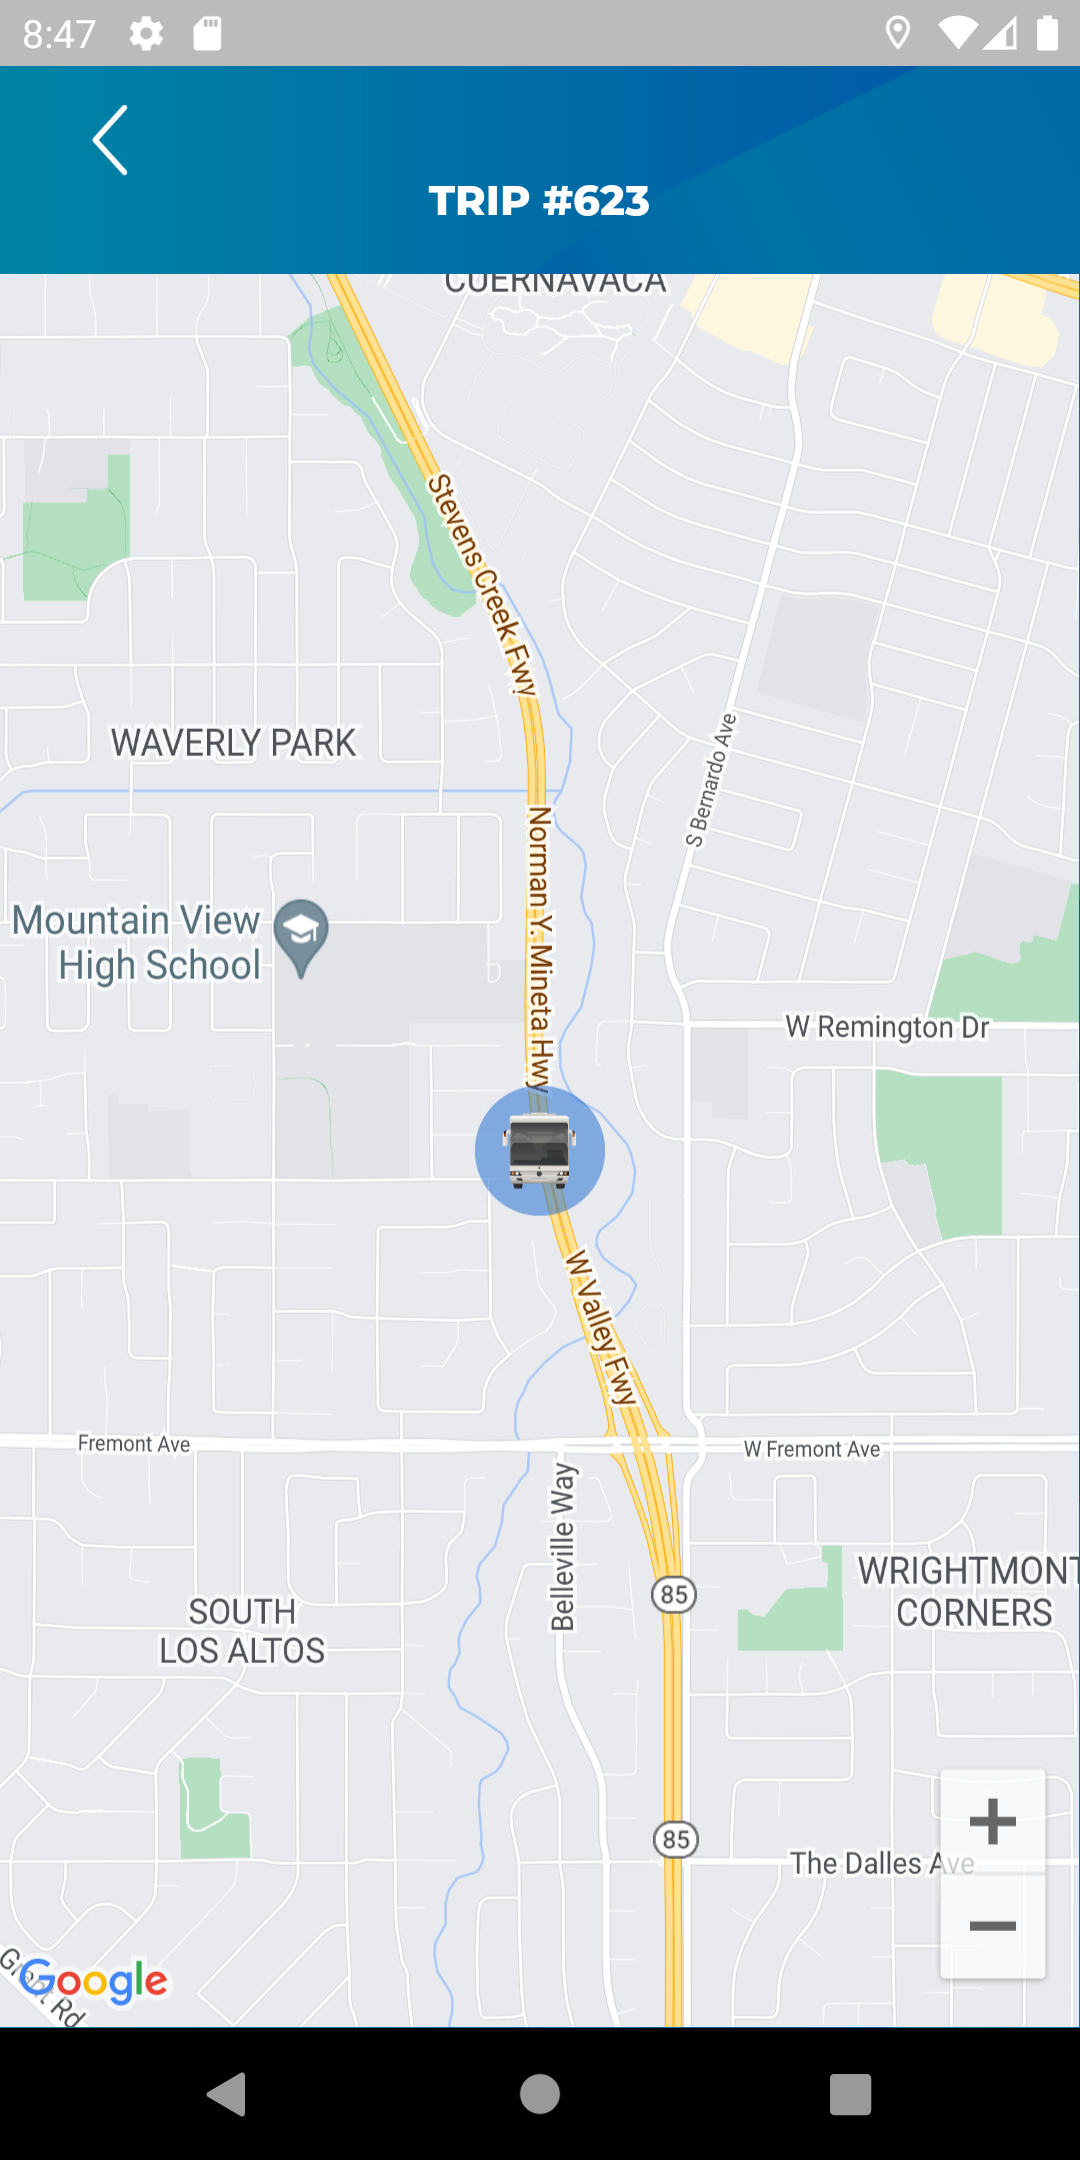 8:47
TRIP #623
CUERNAVACA
Stevens Creek Fwy
WAVERLY PARK
S Bernardo Ave
Norman Y. Mineta Hwy
Mountain View
High School
W Remington Dr
W Valley Fwy
Fremont Ave
W Fremont Ave
Belleville Way
85
WRIGHTMONT
CORNERS
SOUTH
LOS ALTOS
85
The Dalles Ave
Grant Rd
Google